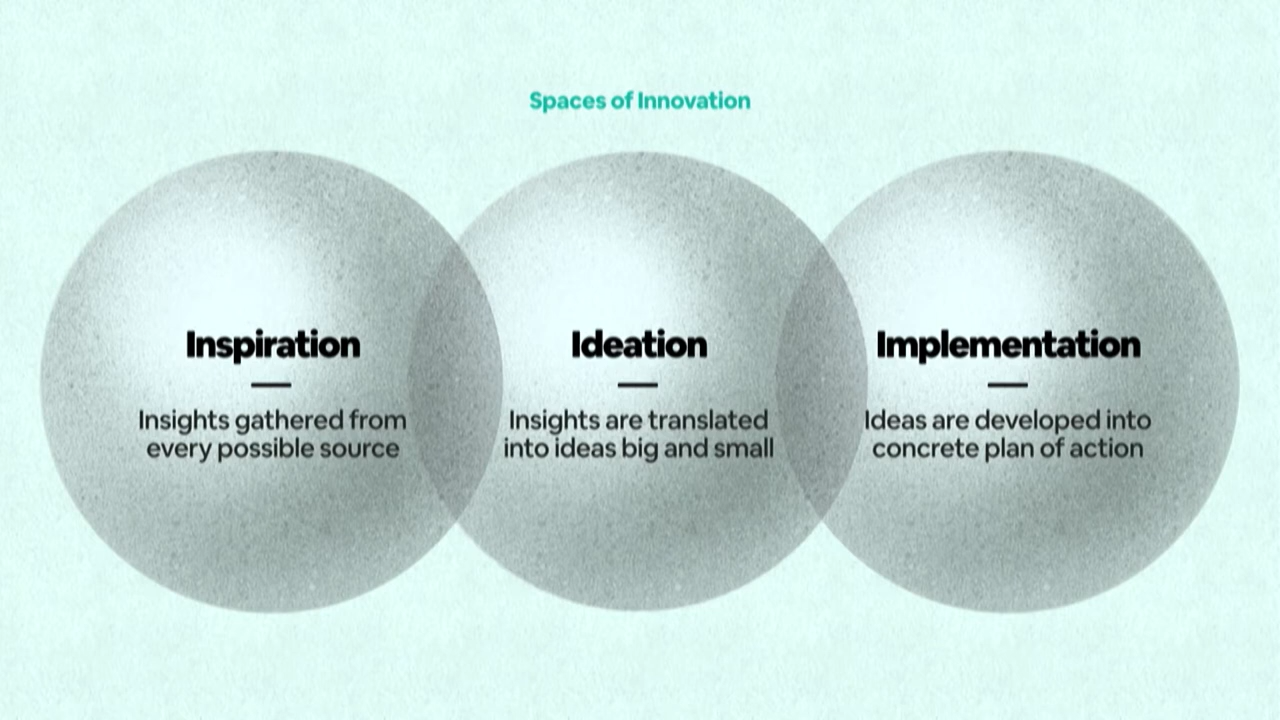 Spaces of Innovation
Inspiration
Insights gathered from
every possible source
Ideation
Insights are translated
into ideas big and small
Implementation
Ideas are developed into
concrete plan of action